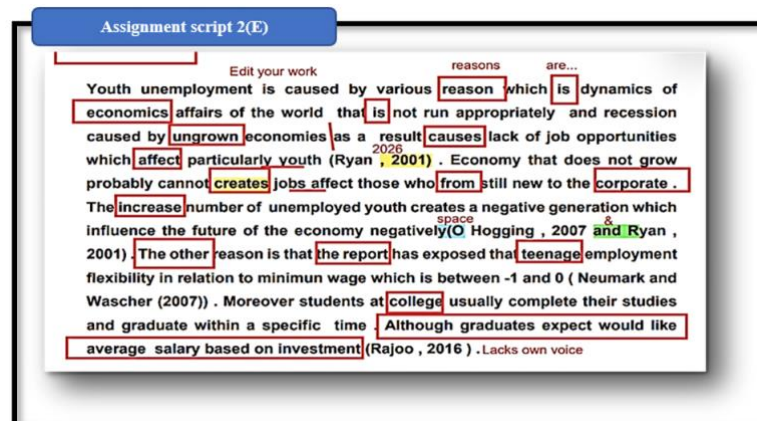 Assignment script 2(E)
Edit your work reasons are...
Youth unemployment is caused by various reason which is dynamics of
economics affairs of the world that is not run appropriately and recession
caused by ungrown economies as a result causes lack of job opportunities
2026
which affect particularly youth (Ryan , 2001) . Economy that does not grow
probably cannot creates jobs affect those who from still new to the corporate .
The increase number of unemployed youth creates a negative generation which
space &
influence the future of the economy negatively(O Hogging , 2007 and Ryan ,
2001) . The other reason is that the report has exposed that teenage employment
flexibility in relation to minimun wage which is between -1 and 0 ( Neumark and
Wascher (2007)) . Moreover students at college usually complete their studies
and graduate within a specific time . Although graduates expect would like
average salary based on investment (Rajoo , 2016 ) . Lacks own voice